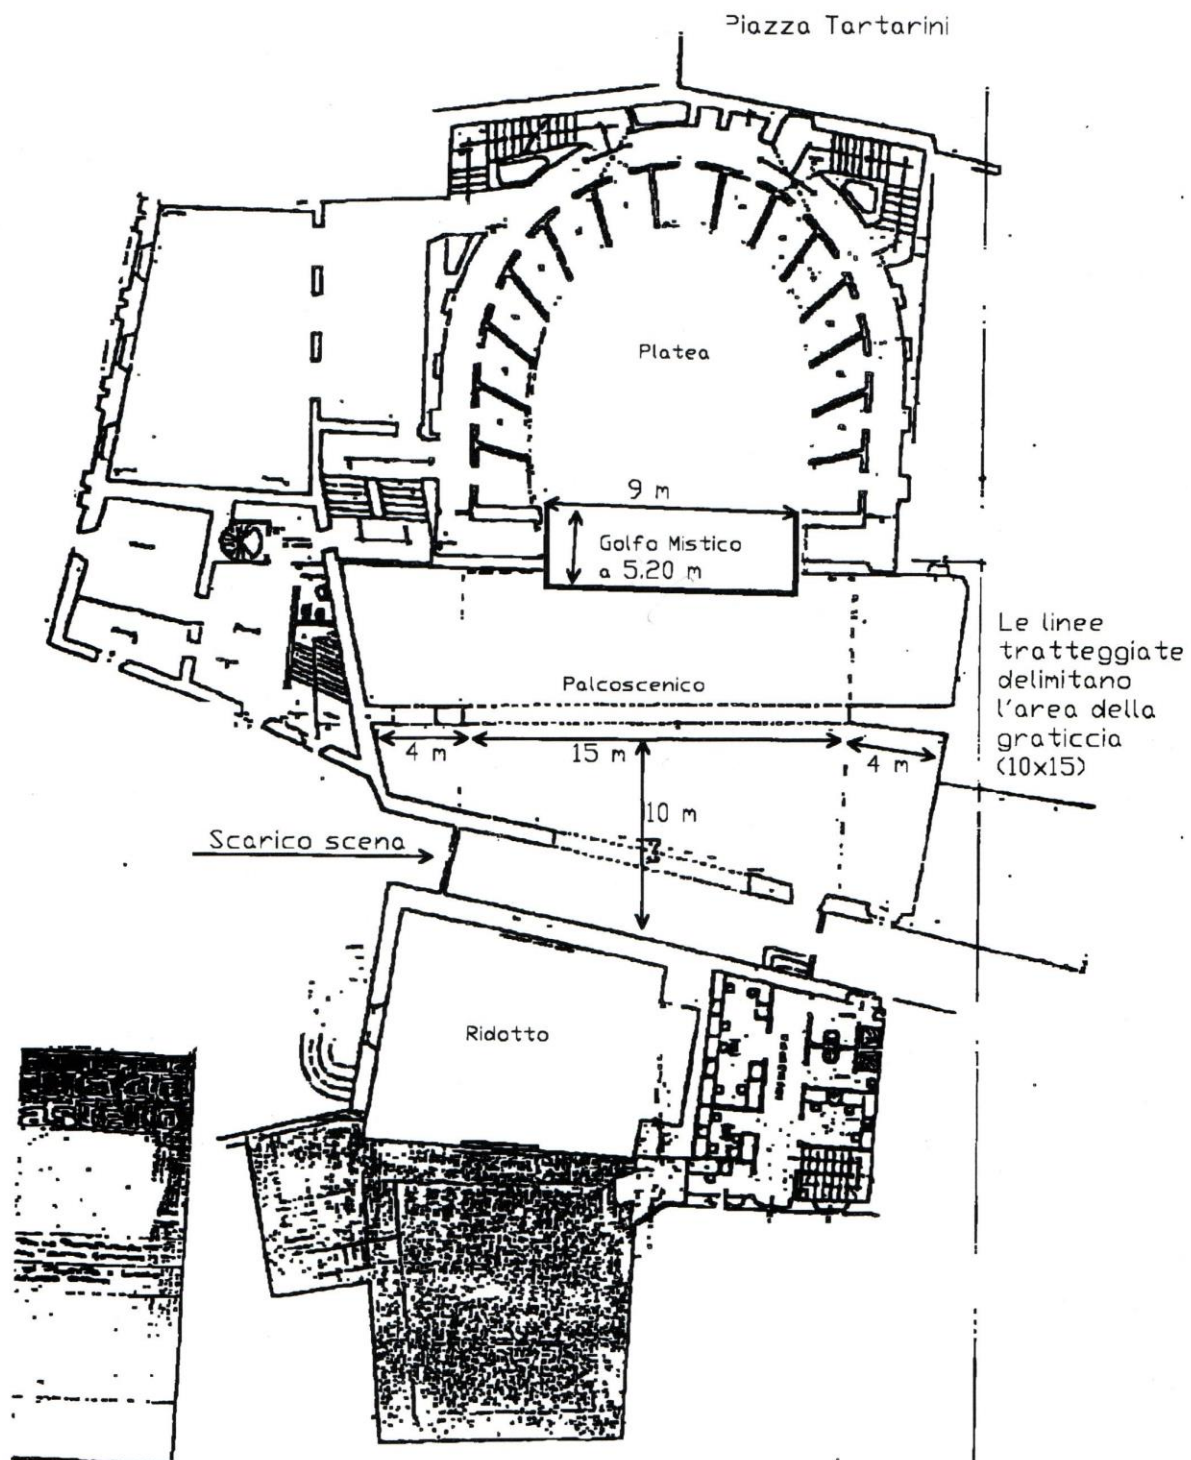 Piazza Tartarini
Platea
9 m
Golfo Mistico
a 5.20 m
Le linee
tratteggiate
delimitano
l'area della
graticcia
(10x15)
Palcoscenico
4 m
15 m
4 m
10 m
Scarico scena
Ridotto